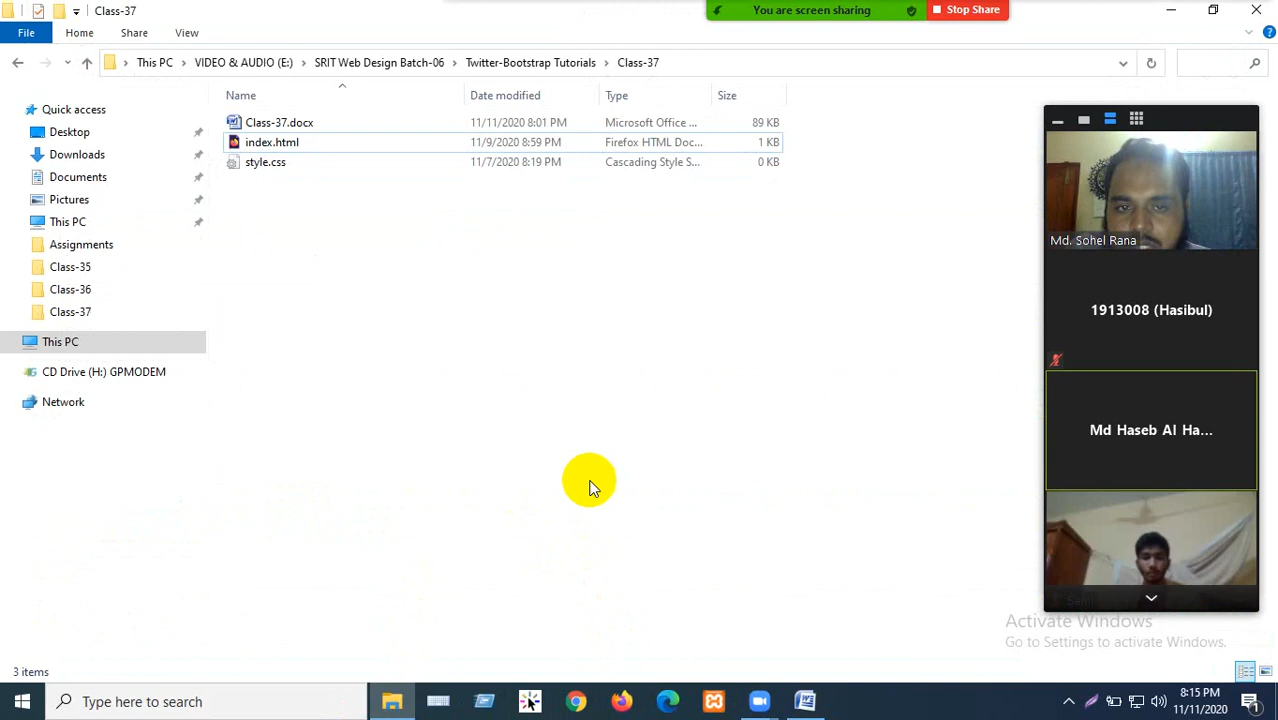 Class-37
You are screen sharing
Stop Share
File Home Share View
This PC VIDEO & AUDIO (E:) SRIT Web Design Batch-06 Twitter-Bootstrap Tutorials Class-37
Name Date modified Type Size
Class-37.docx 11/11/2020 8:01 PM Microsoft Office ... 89 KB
index.html 11/9/2020 8:59 PM Firefox HTML Doc... 1 KB
style.css 11/7/2020 8:19 PM Cascading Style S... 0 KB
Quick access
Desktop
Downloads
Documents
Pictures
This PC
Assignments
Class-35
Class-36
Class-37
This PC
CD Drive (H:) GPMODEM
Network
Md. Sohel Rana
1913008 (Hasibul)
Md Haseb Al Ha...
Activate Windows
Go to Settings to activate Windows.
3 items
Type here to search
8:15 PM
11/11/2020
1